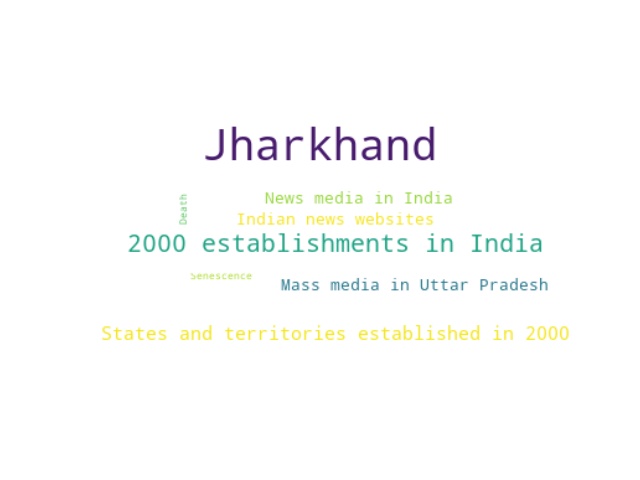 Jharkhand
Death
News media in India
Indian news websites
2000 establishments in India
Senescence
Mass media in Uttar Pradesh
States and territories established in 2000